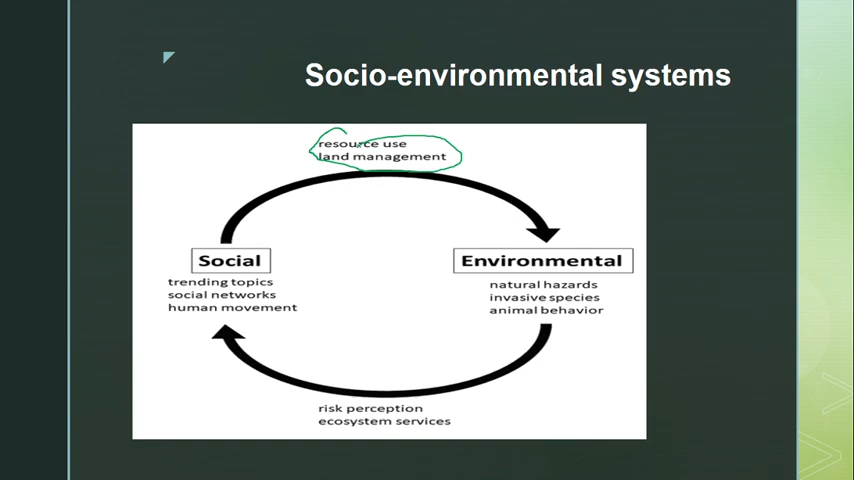 Socio-environmental systems
resource use
land management
Social
trending topics
social networks
human movement
Environmental
natural hazards
invasive species
animal behavior
risk perception
ecosystem services